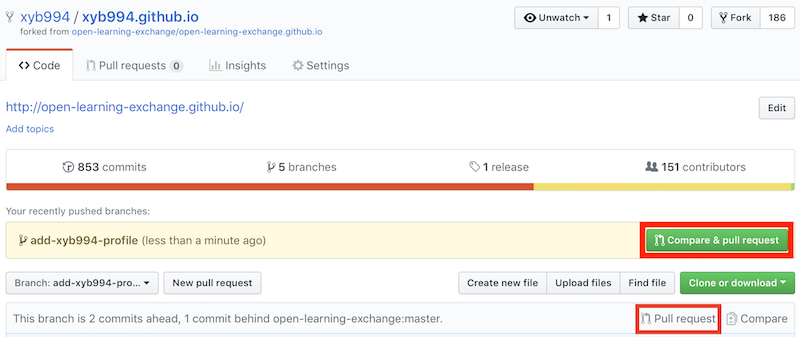 xyb994 / xyb994.github.io
Unwatch 1 Star 0 Fork 186
forked from open-learning-exchange/open-learning-exchange.github.io
Code Pull requests 0 Insights Settings
http://open-learning-exchange.github.io/
Edit
Add topics
853 commits 5 branches 1 release 151 contributors
Your recently pushed branches:
add-xyb994-profile (less than a minute ago)
Compare & pull request
Branch: add-xyb994-pro... New pull request Create new file Upload files Find file Clone or download
This branch is 2 commits ahead, 1 commit behind open-learning-exchange:master. Pull request Compare